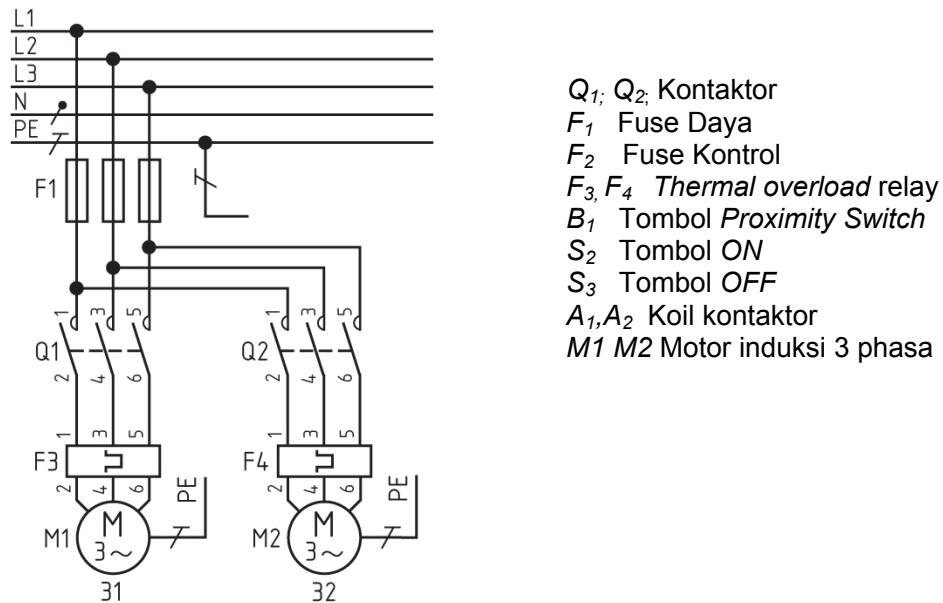 L1
L2
L3
N
PE
F1
1 3 5
1 3 5
Q1
Q2
2 4 6
2 4 6
1 3 5
1 3 5
F3
F4
2 4 6
2 4 6
PE
PE
M1
M
3~
M2
M
3~
31
32
Q1; Q2; Kontaktor
F1 Fuse Daya
F2 Fuse Kontrol
F3, F4 Thermal overload relay
B1 Tombol Proximity Switch
S2 Tombol ON
S3 Tombol OFF
A1,A2 Koil kontaktor
M1 M2 Motor induksi 3 phasa